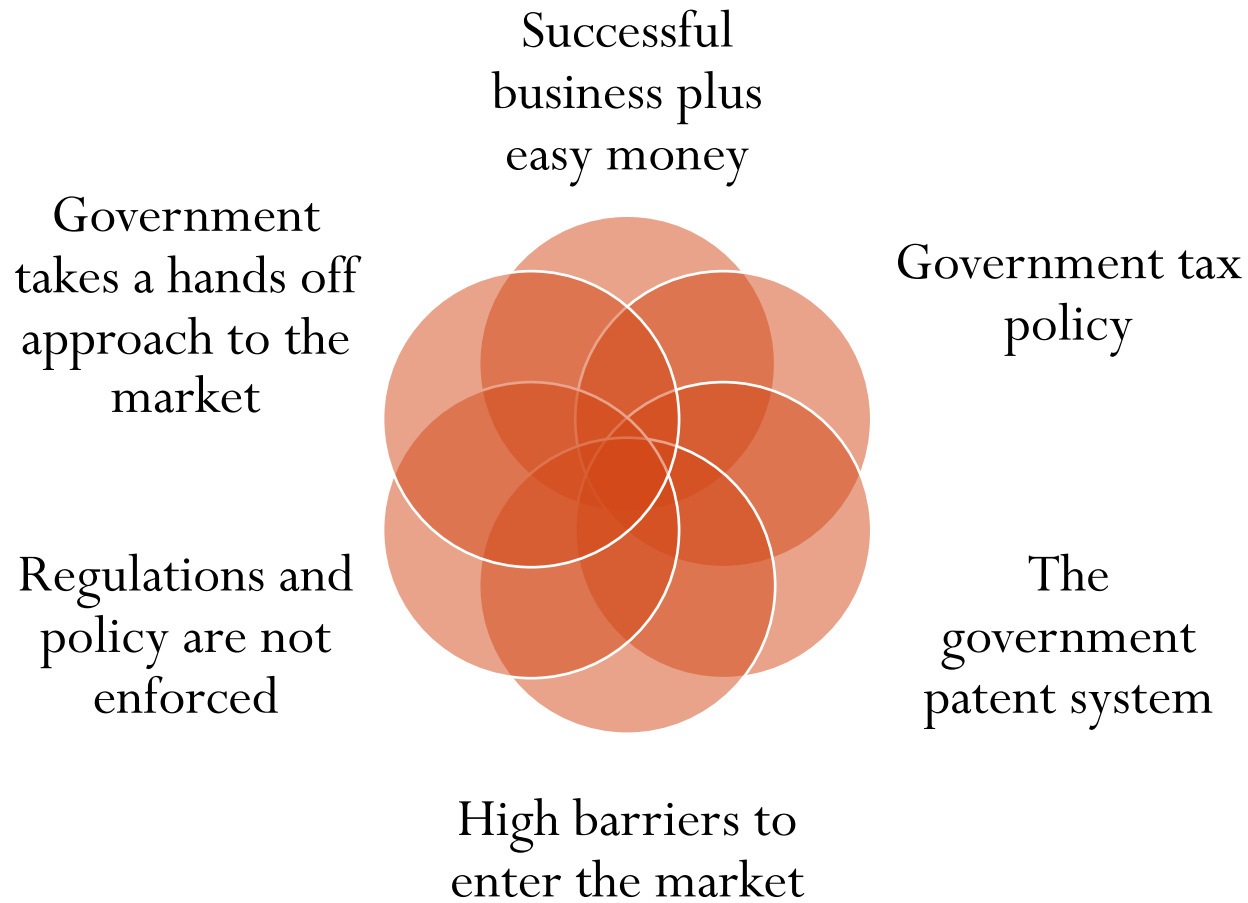 Successful
business plus
easy money
Government tax
policy
The
government
patent system
High barriers to
enter the market
Regulations and
policy are not
enforced
Government
takes a hands off
approach to the
market